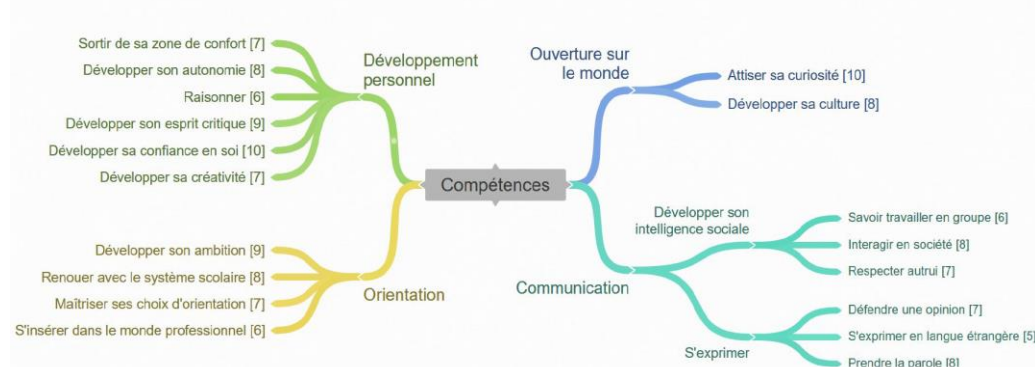 Compétences
Développement
personnel
Sortir de sa zone de confort [7]
Développer son autonomie [8]
Raisonner [6]
Développer son esprit critique [9]
Développer sa confiance en soi [10]
Développer sa créativité [7]
Orientation
Développer son ambition [9]
Renouer avec le système scolaire [8]
Maîtriser ses choix d'orientation [7]
S'insérer dans le monde professionnel [6]
Ouverture sur
le monde
Attiser sa curiosité [10]
Développer sa culture [8]
Communication
Développer son
intelligence sociale
Savoir travailler en groupe [6]
Interagir en société [8]
Respecter autrui [7]
S'exprimer
Défendre une opinion [7]
S'exprimer en langue étrangère [5]
Prendre la parole [8]